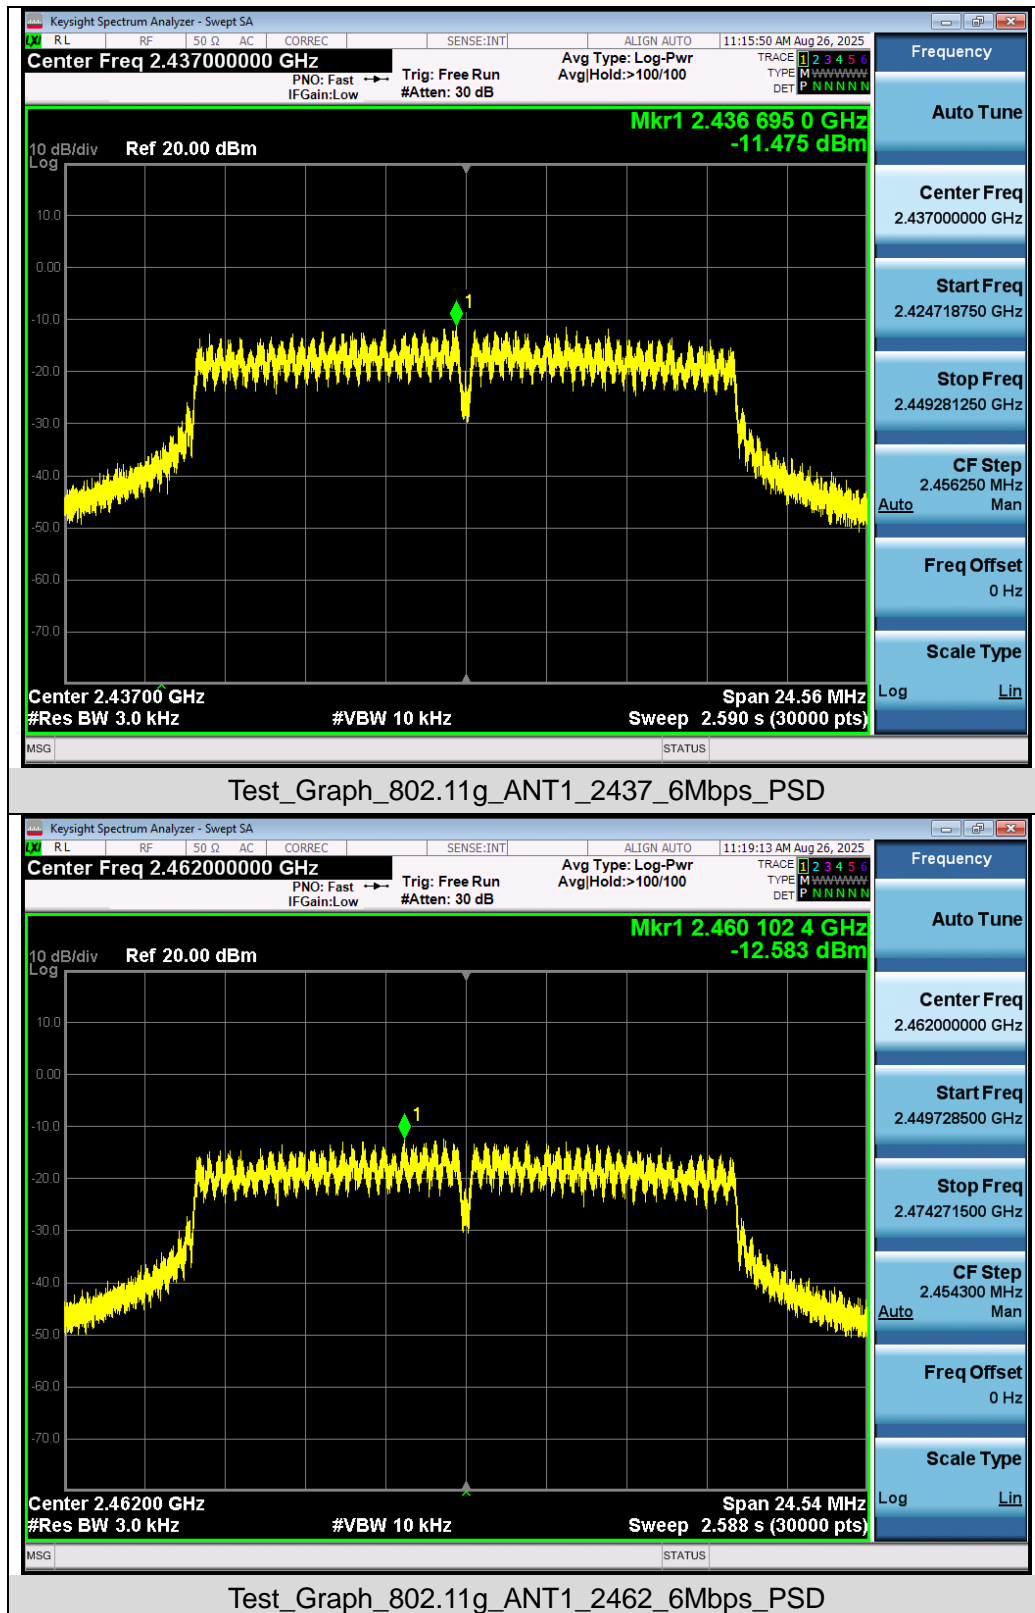 Keysight Spectrum Analyzer - Swept SA
LXI RL RF 50 Ω AC CORREC SENSE:INT ALIGN AUTO 11:15:50 AM Aug 26, 2025
Center Freq 2.437000000 GHz
PNO: Fast
IFGain:Low
Trig: Free Run
#Atten: 30 dB
Avg Type: Log-Pwr
Avg|Hold:>100/100
TRACE 1 2 3 4 5 6
TYPE M W W W W W
DET P N N N N N
Mkr1 2.436 695 0 GHz
-11.475 dBm
10 dB/div Ref 20.00 dBm
Log
10.0
0.00
1
-10.0
-20.0
-30.0
-40.0
-50.0
-60.0
-70.0
Center 2.43700 GHz Span 24.56 MHz
#Res BW 3.0 kHz #VBW 10 kHz Sweep 2.590 s (30000 pts)
MSG STATUS
Frequency
Auto Tune
Center Freq
2.437000000 GHz
Start Freq
2.424718750 GHz
Stop Freq
2.449281250 GHz
CF Step
2.456250 MHz
Auto Man
Freq Offset
0 Hz
Scale Type
Log Lin
Test_Graph_802.11g_ANT1_2437_6Mbps_PSD
Keysight Spectrum Analyzer - Swept SA
LXI RL RF 50 Ω AC CORREC SENSE:INT ALIGN AUTO 11:19:13 AM Aug 26, 2025
Center Freq 2.462000000 GHz
PNO: Fast
IFGain:Low
Trig: Free Run
#Atten: 30 dB
Avg Type: Log-Pwr
Avg|Hold:>100/100
TRACE 1 2 3 4 5 6
TYPE M W W W W W
DET P N N N N N
Mkr1 2.460 102 4 GHz
-12.583 dBm
10 dB/div Ref 20.00 dBm
Log
10.0
0.00
1
-10.0
-20.0
-30.0
-40.0
-50.0
-60.0
-70.0
Center 2.46200 GHz Span 24.54 MHz
#Res BW 3.0 kHz #VBW 10 kHz Sweep 2.588 s (30000 pts)
MSG STATUS
Frequency
Auto Tune
Center Freq
2.462000000 GHz
Start Freq
2.449728500 GHz
Stop Freq
2.474271500 GHz
CF Step
2.454300 MHz
Auto Man
Freq Offset
0 Hz
Scale Type
Log Lin
Test_Graph_802.11g_ANT1_2462_6Mbps_PSD